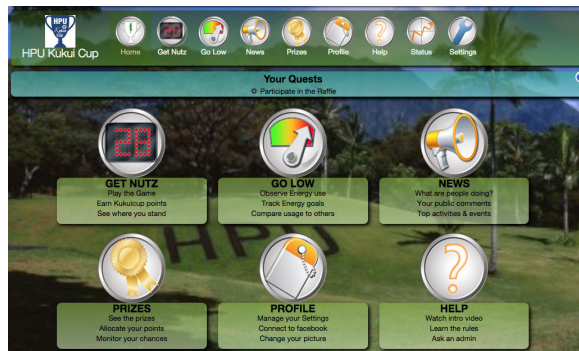 HPU
Kukui
Cup
HPU Kukui Cup
Home
Get Nutz
Go Low
News
Prizes
Profile
Help
Status
Settings
Your Quests
Participate in the Raffle
28
GET NUTZ
Play the Game
Earn Kukuicup points
See where you stand
GO LOW
Observe Energy use
Track Energy goals
Compare usage to others
NEWS
What are people doing?
Your public comments
Top activities & events
HPU
PRIZES
See the prizes
Allocate your points
Monitor your chances
PROFILE
Manage your Settings
Connect to facebook
Change your picture
HELP
Watch intro video
Learn the rules
Ask an admin